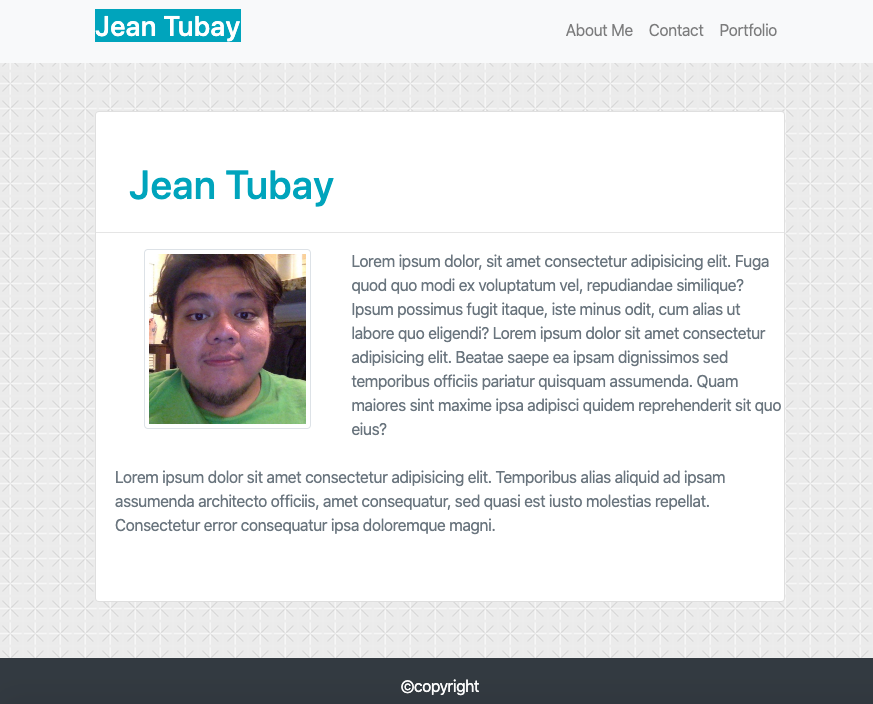 Jean Tubay
About Me Contact Portfolio
Jean Tubay
Lorem ipsum dolor, sit amet consectetur adipisicing elit. Fuga
quod quo modi ex voluptatum vel, repudiandae similique?
Ipsum possimus fugit itaque, iste minus odit, cum alias ut
labore quo eligendi? Lorem ipsum dolor sit amet consectetur
adipisicing elit. Beatae saepe ea ipsam dignissimos sed
temporibus officiis pariatur quisquam assumenda. Quam
maiores sint maxime ipsa adipisci quidem reprehenderit sit quo
eius?
Lorem ipsum dolor sit amet consectetur adipisicing elit. Temporibus alias aliquid ad ipsam
assumenda architecto officiis, amet consequatur, sed quasi est iusto molestias repellat.
Consectetur error consequatur ipsa doloremque magni.
©copyright